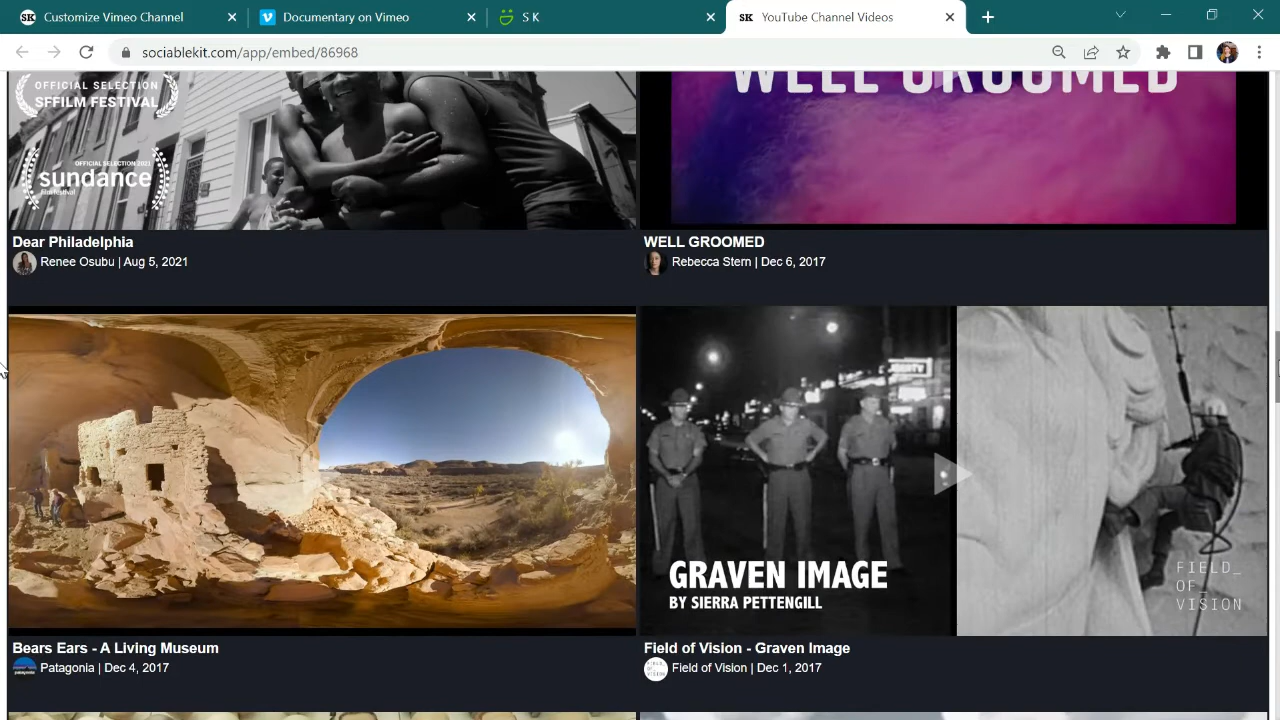 Customize Vimeo Channel
Documentary on Vimeo
S K
YouTube Channel Videos
sociablekit.com/app/embed/86968
OFFICIAL SELECTION
SFFILM FESTIVAL
OFFICIAL SELECTION 2021
sundance
film festival
WELL GROOMED
Dear Philadelphia
Renee Osubu | Aug 5, 2021
WELL GROOMED
Rebecca Stern | Dec 6, 2017
GRAVEN IMAGE
BY SIERRA PETTENGILL
FIELD_
OF_
VISION
Bears Ears - A Living Museum
Patagonia | Dec 4, 2017
Field of Vision - Graven Image
Field of Vision | Dec 1, 2017